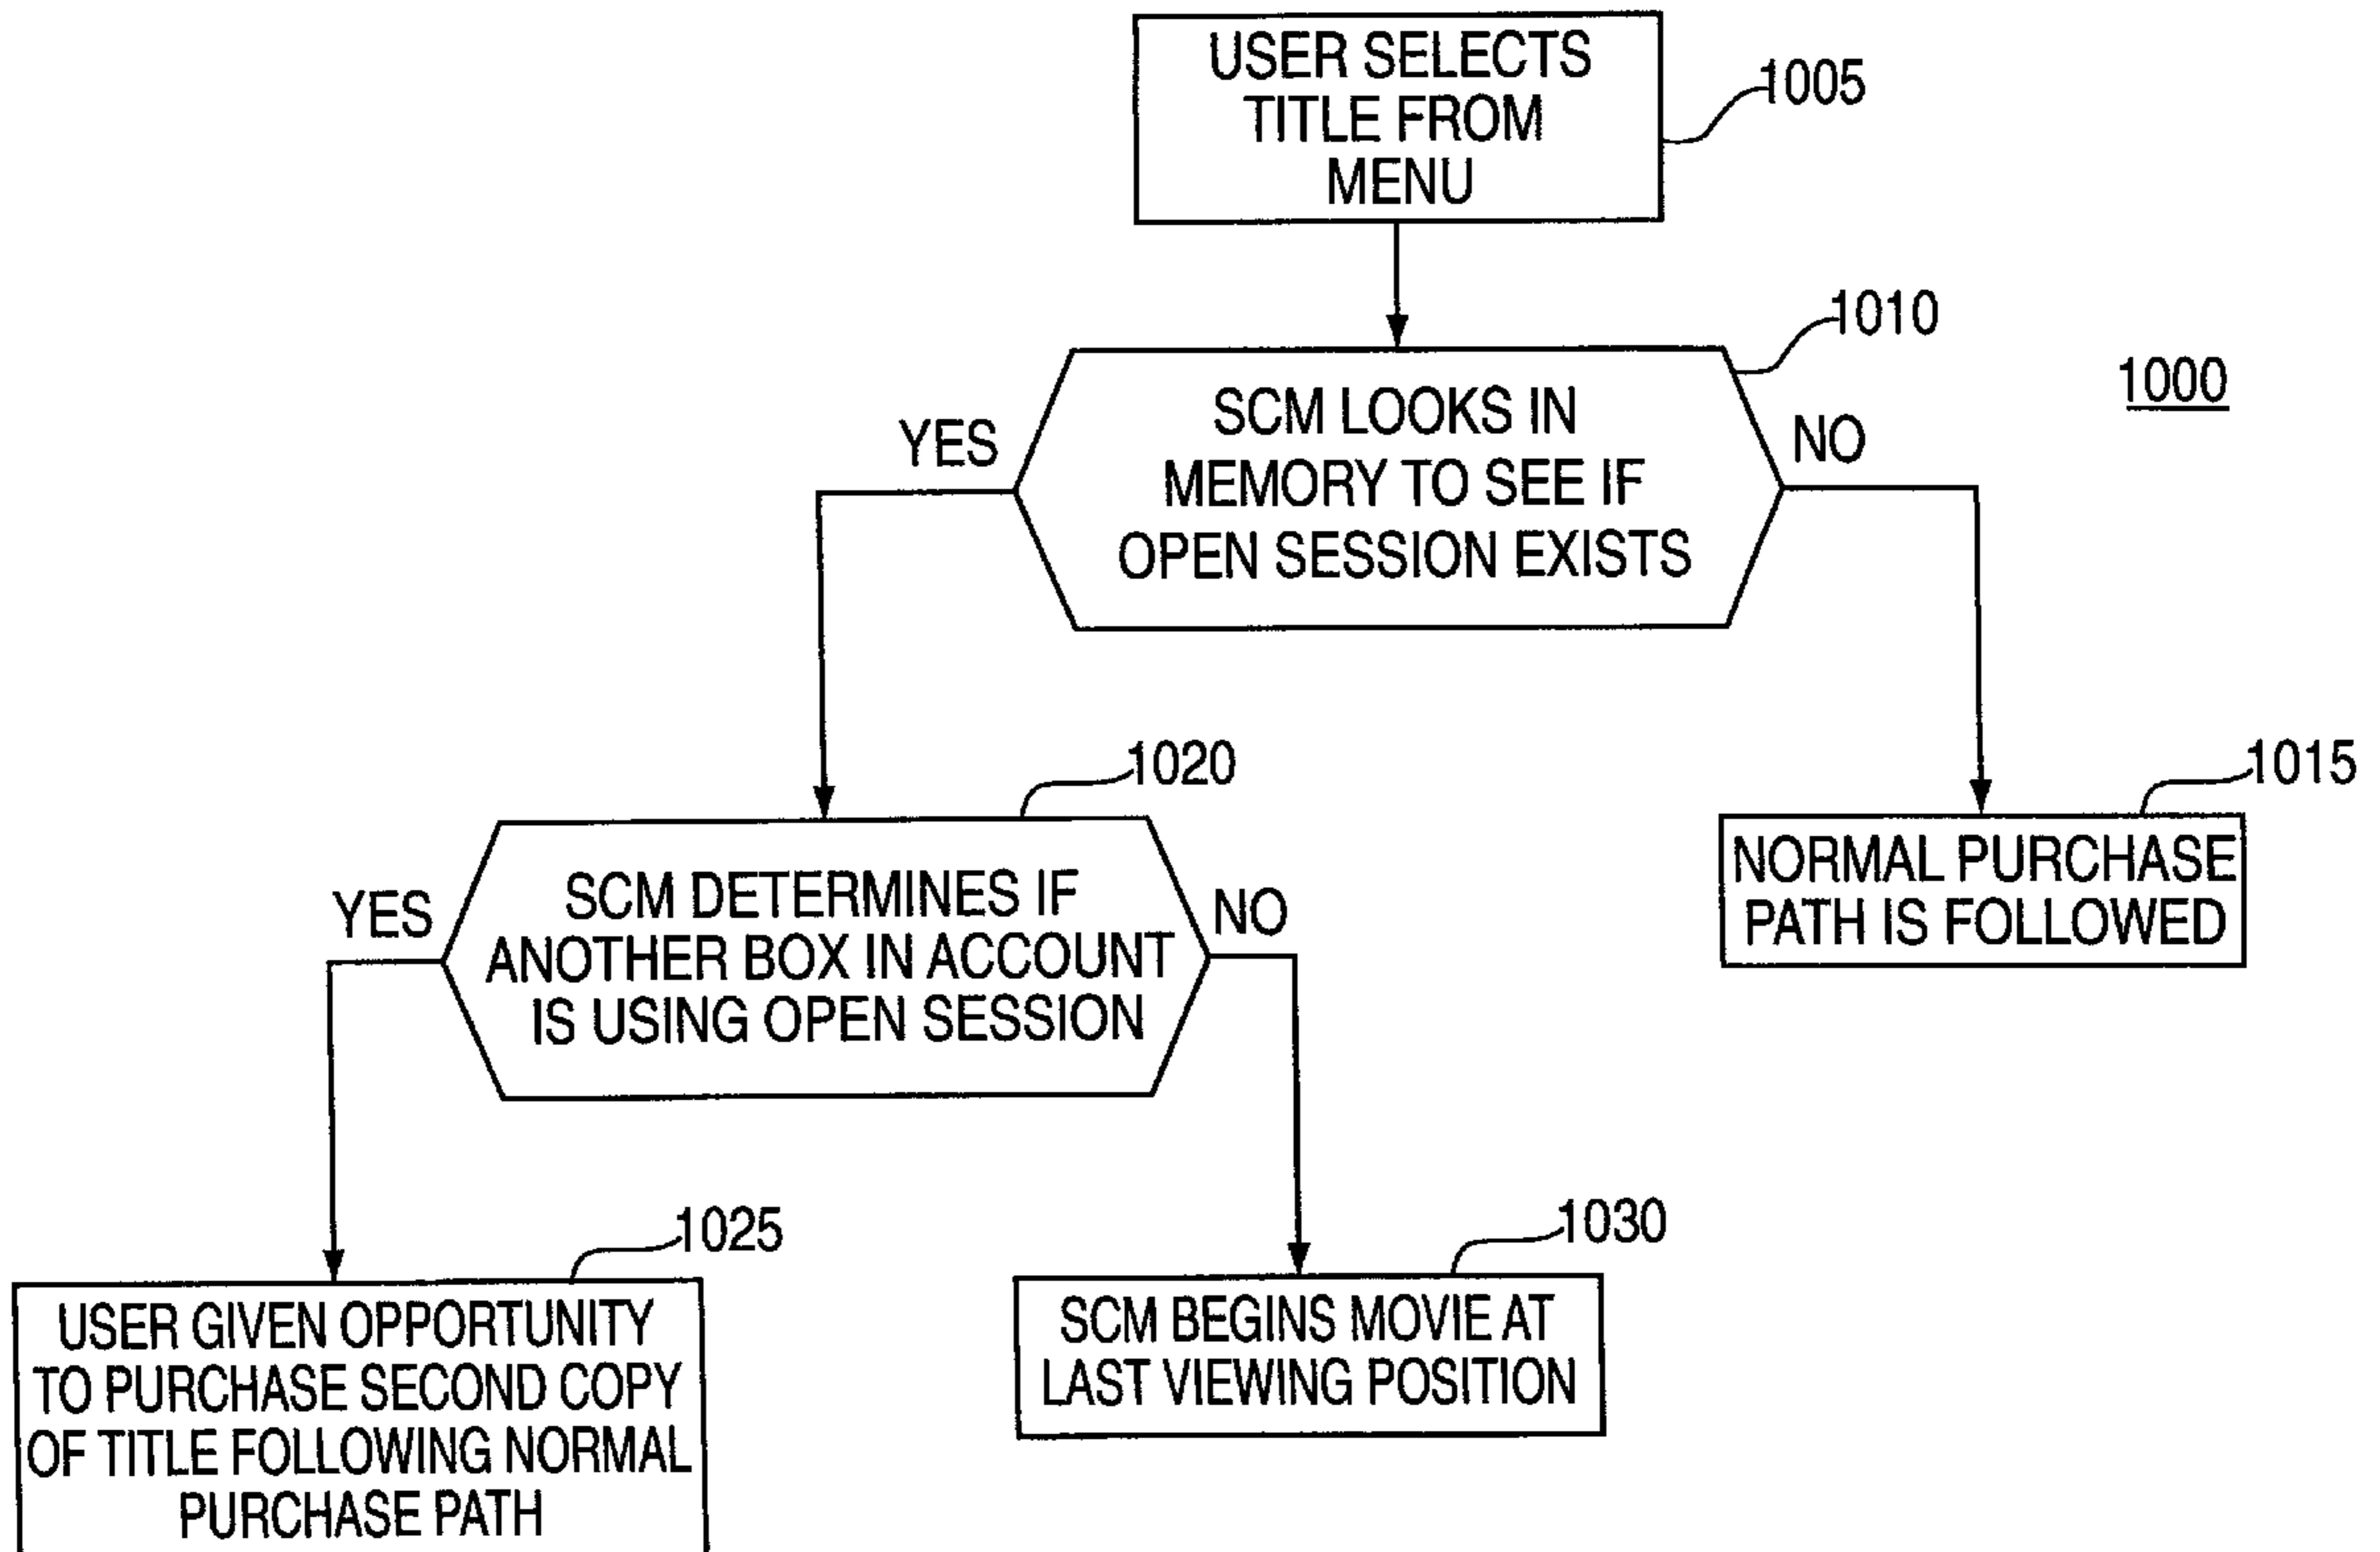 USER SELECTS
TITLE FROM
MENU
1005
1010
1000
SCM LOOKS IN
MEMORY TO SEE IF
OPEN SESSION EXISTS
YES
NO
1020
1015
NORMAL PURCHASE
PATH IS FOLLOWED
SCM DETERMINES IF
ANOTHER BOX IN ACCOUNT
IS USING OPEN SESSION
YES
NO
1025
1030
USER GIVEN OPPORTUNITY
TO PURCHASE SECOND COPY
OF TITLE FOLLOWING NORMAL
PURCHASE PATH
SCM BEGINS MOVIE AT
LAST VIEWING POSITION